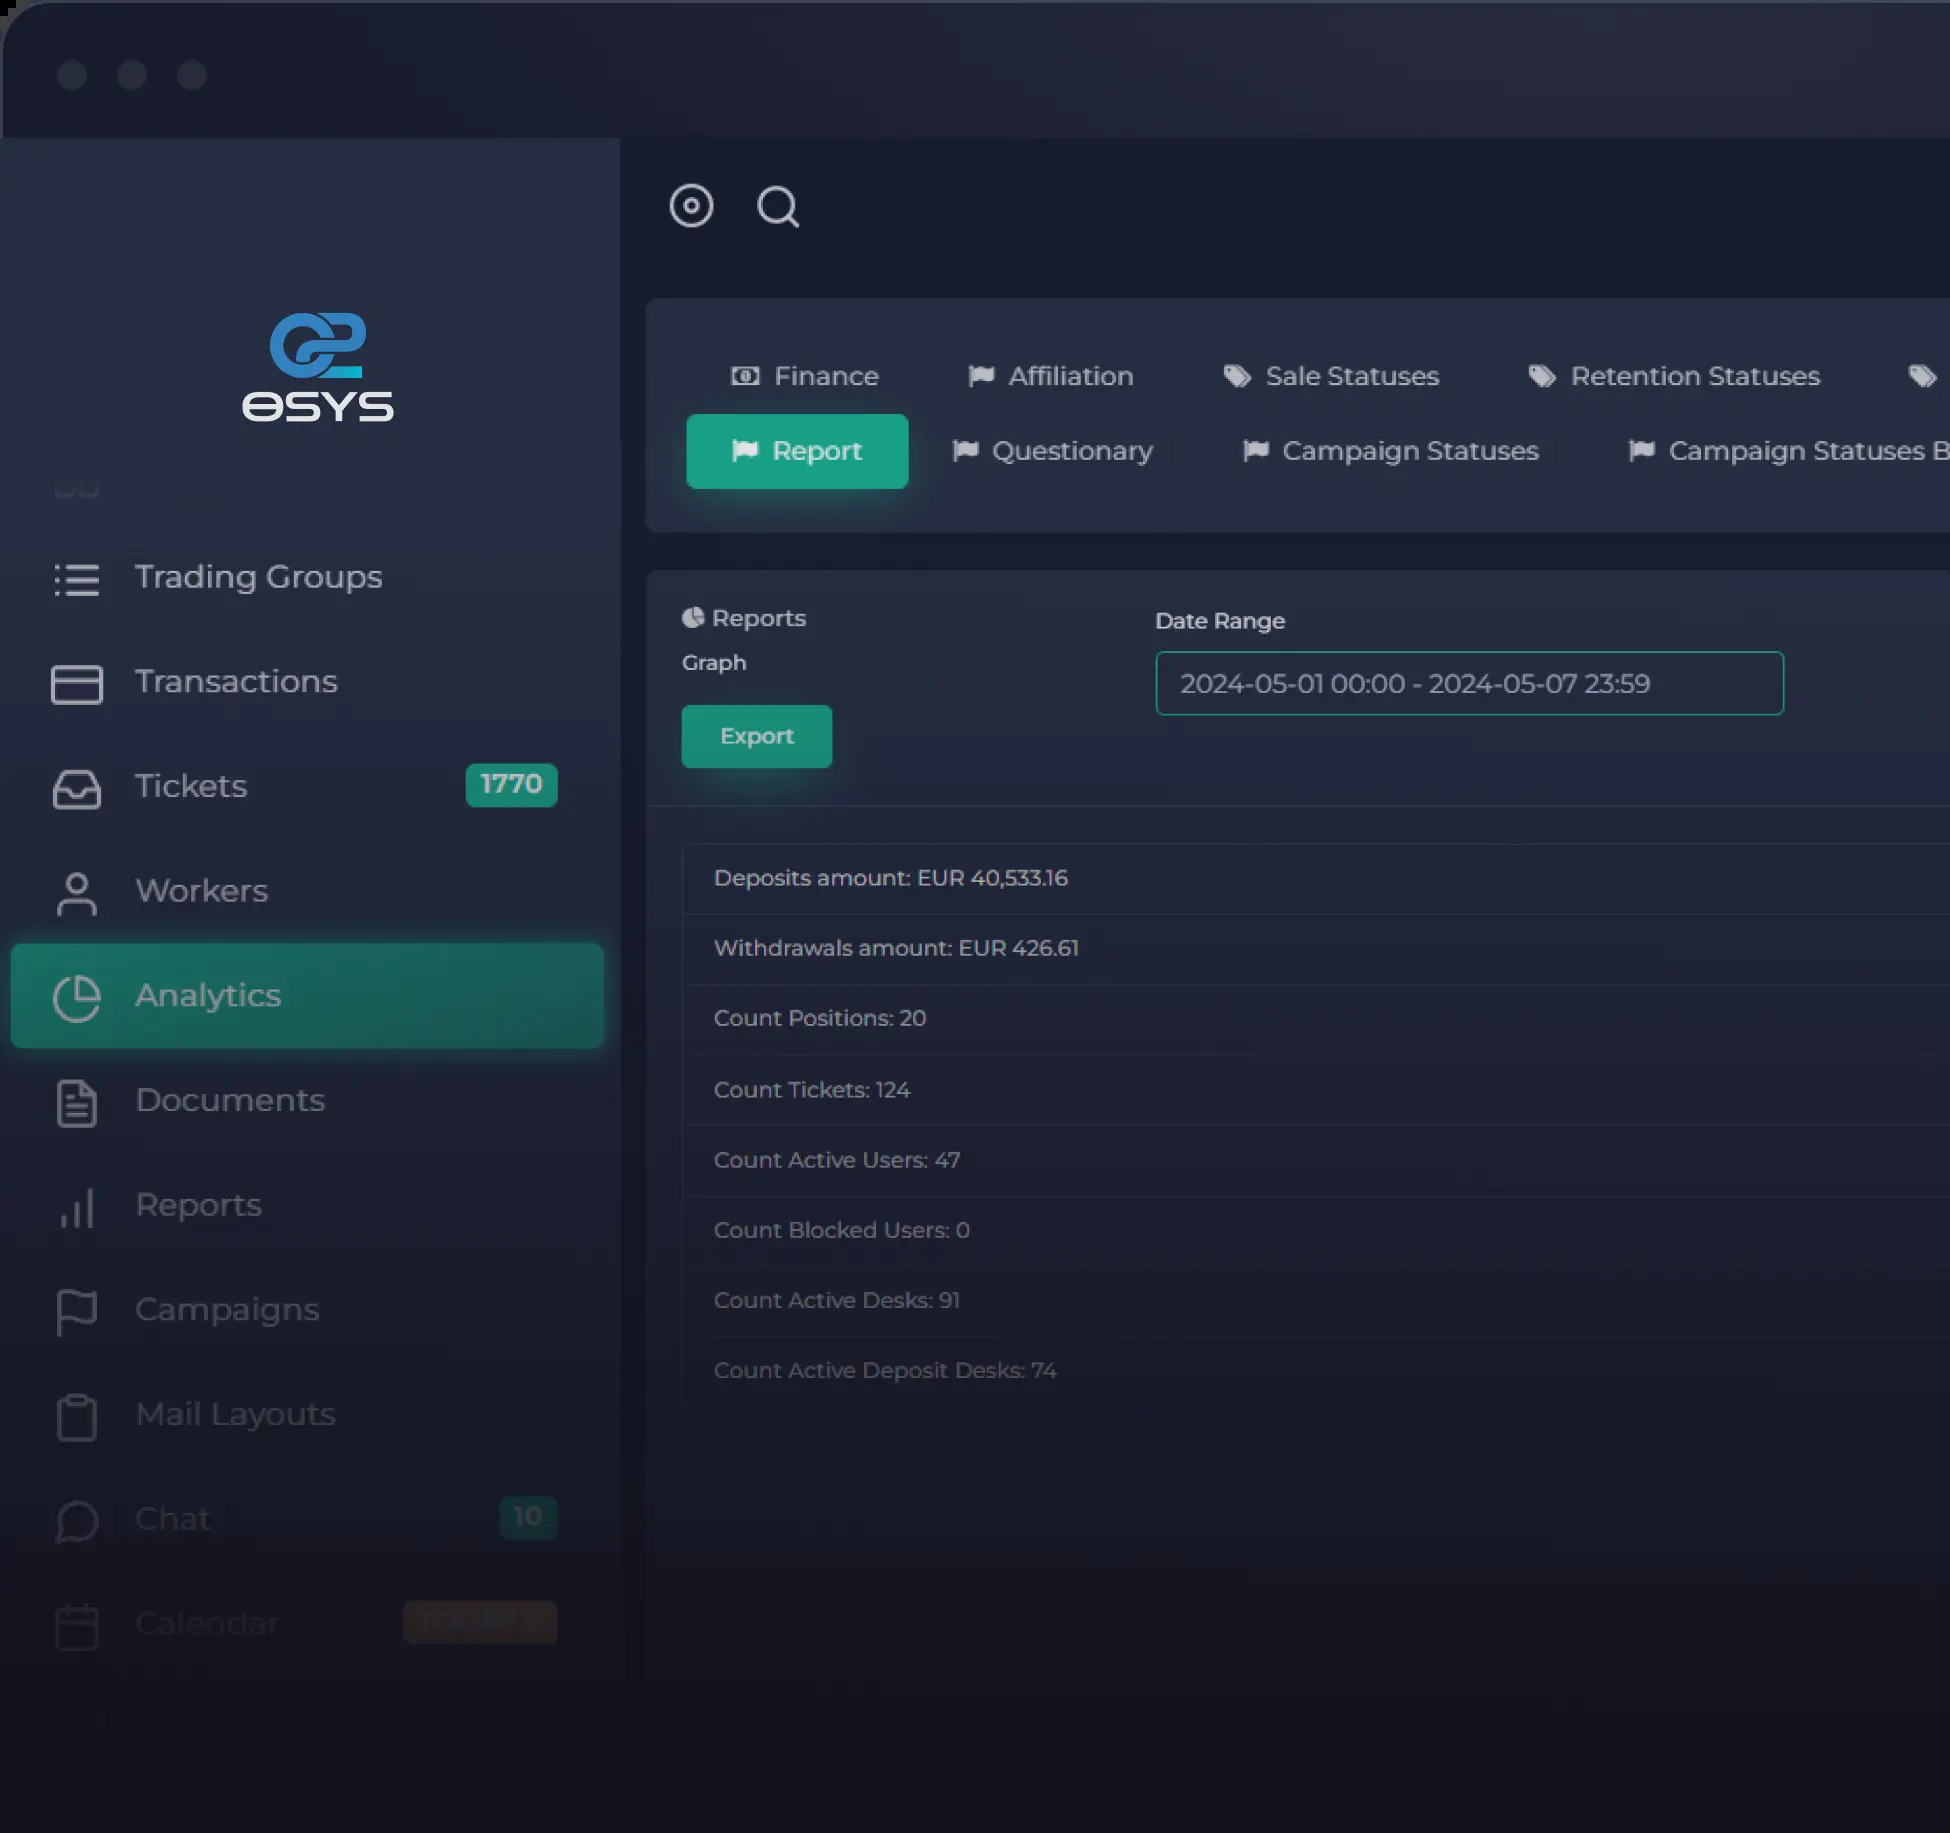 ΘSYS
Trading Groups
Transactions
Tickets 1770
Workers
Analytics
Documents
Reports
Campaigns
Mail Layouts
Chat 10
Calendar
Finance Affiliation Sale Statuses Retention Statuses
Report Questionary Campaign Statuses Campaign Statuses B
Reports
Graph
Export
Date Range
2024-05-01 00:00 - 2024-05-07 23:59
Deposits amount: EUR 40,533.16
Withdrawals amount: EUR 426.61
Count Positions: 20
Count Tickets: 124
Count Active Users: 47
Count Blocked Users: 0
Count Active Desks: 91
Count Active Deposit Desks: 74